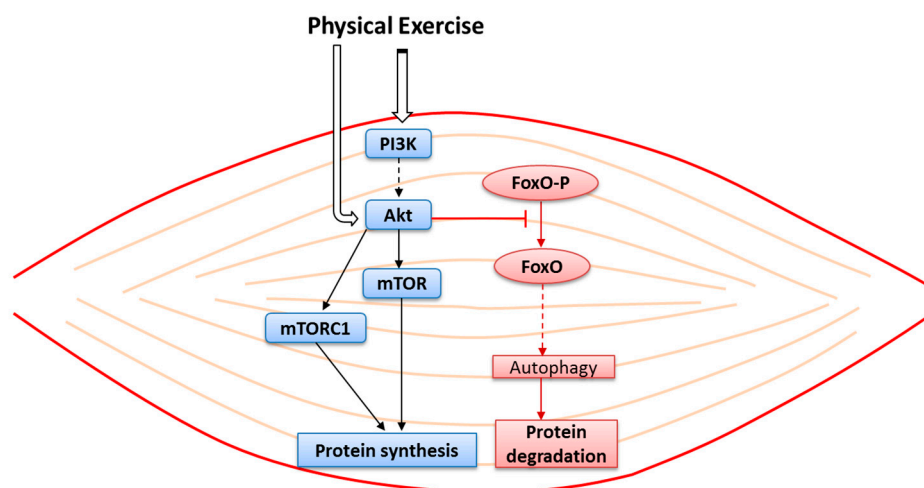 Physical Exercise
PI3K
FoxO-P
Akt
FoxO
mTOR
mTORC1
Autophagy
Protein synthesis
Protein
degradation